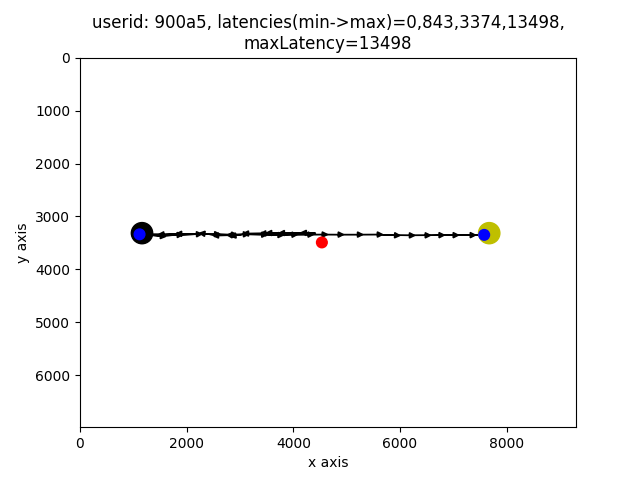 userid: 900a5, latencies(min->max)=0,843,3374,13498,
maxLatency=13498
0
1000
2000
3000
4000
5000
6000
y axis
0 2000 4000 6000 8000
x axis